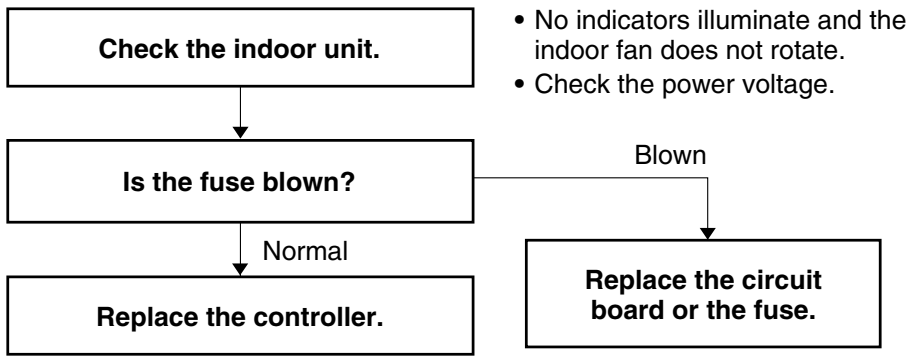 Check the indoor unit.
• No indicators illuminate and the
indoor fan does not rotate.
• Check the power voltage.
Is the fuse blown?
Blown
Normal
Replace the controller.
Replace the circuit
board or the fuse.